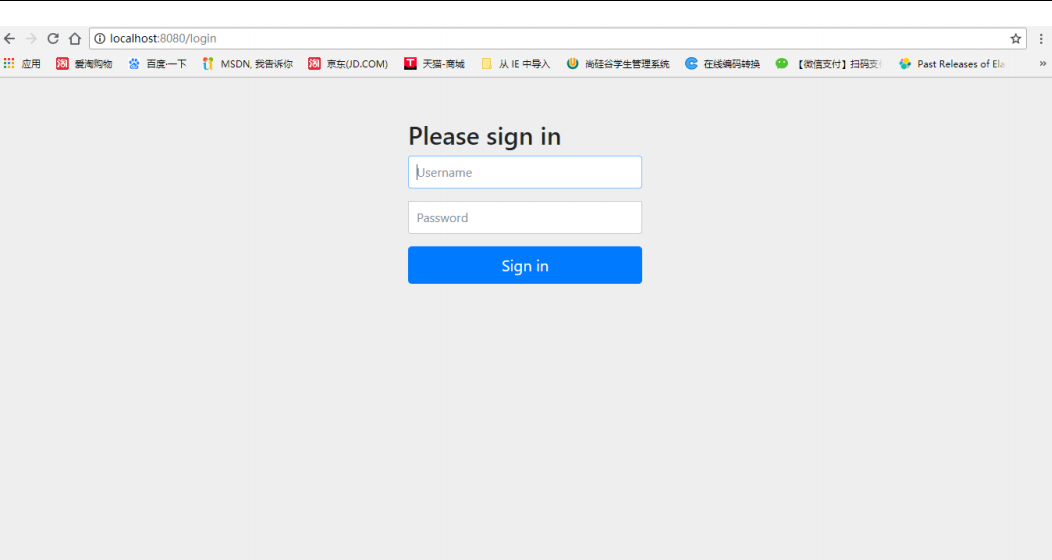 localhost:8080/login
应用 爱淘购物 百度一下 MSDN, 我告诉你 京东(JD.COM) 天猫-商城 从 IE 中导入 尚硅谷学生管理系统 在线编码转换 【微信支付】扫码支 Past Releases of Ela
Please sign in
Username
Password
Sign in